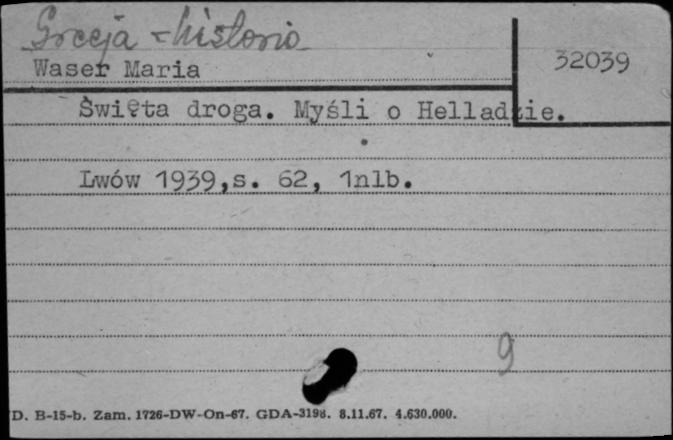 Grecja - historia
Waser Maria
32039
Święta droga. Myśli o Helladzie.
Lwów 1939,s. 62, 1nlb.
9
D. B-15-b. Zam. 1726-DW-On-67. GDA-3198. 8.11.67. 4.630.000.